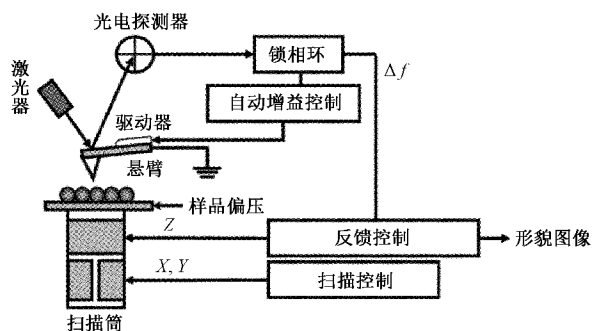 光电探测器
锁相环
Δf
激光器
自动增益控制
驱动器
悬臂
样品偏压
Z
反馈控制
形貌图像
X, Y
扫描控制
扫描筒